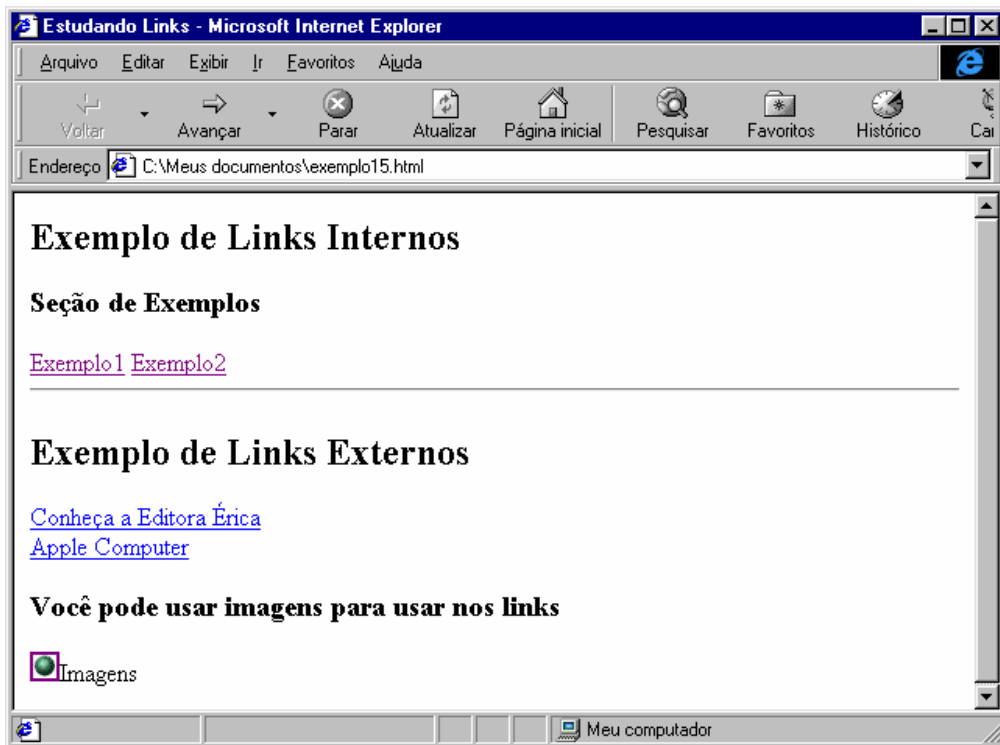 Estudando Links - Microsoft Internet Explorer
Arquivo Editar Exibir Ir Favoritos Ajuda
Voltar Avançar Parar Atualizar Página inicial Pesquisar Favoritos Histórico
Endereço C:\Meus documentos\exemplo15.html
Exemplo de Links Internos
Seção de Exemplos
Exemplo1 Exemplo2
Exemplo de Links Externos
Conheça a Editora Érica
Apple Computer
Você pode usar imagens para usar nos links
Imagens
Meu computador